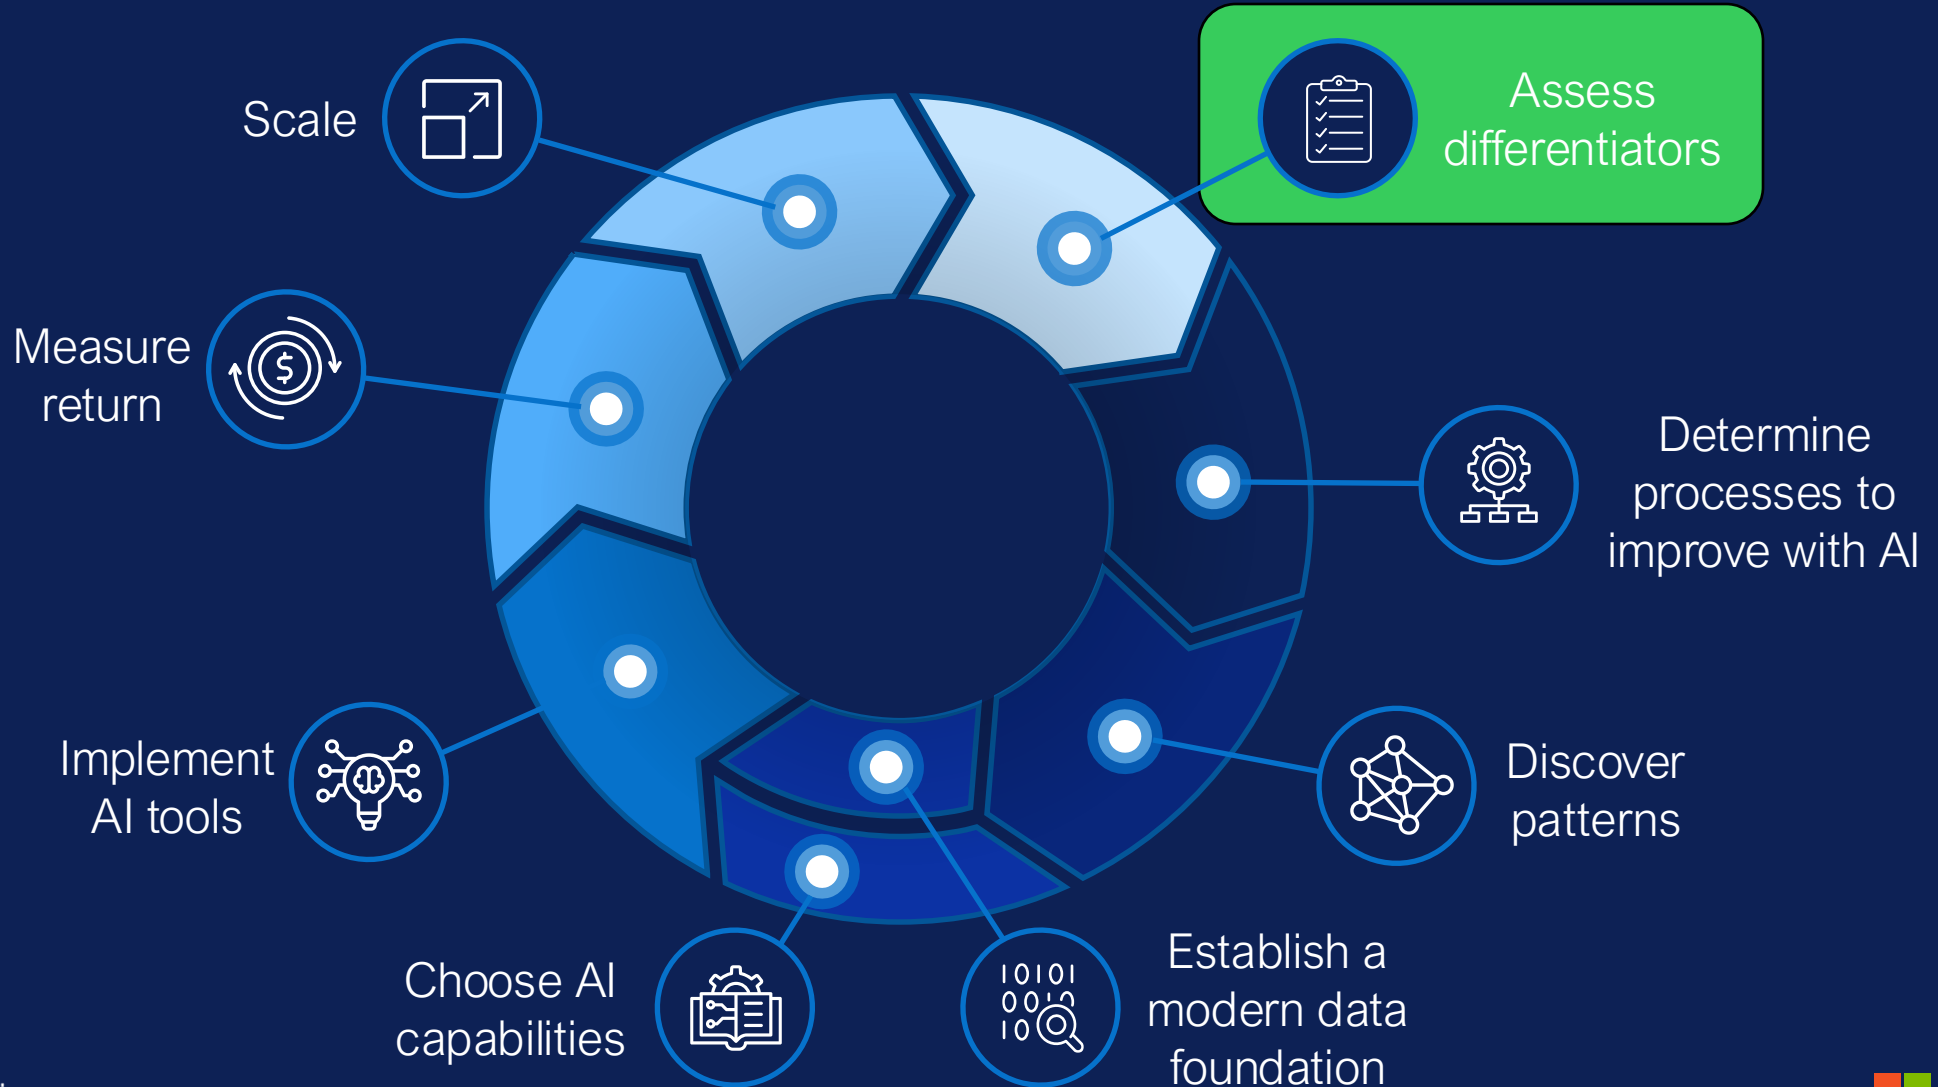 Scale
Assess
differentiators
Measure
return
$
Determine
processes to
improve with AI
Implement
AI tools
Discover
patterns
Choose AI
capabilities
10101
Establish a
modern data
foundation